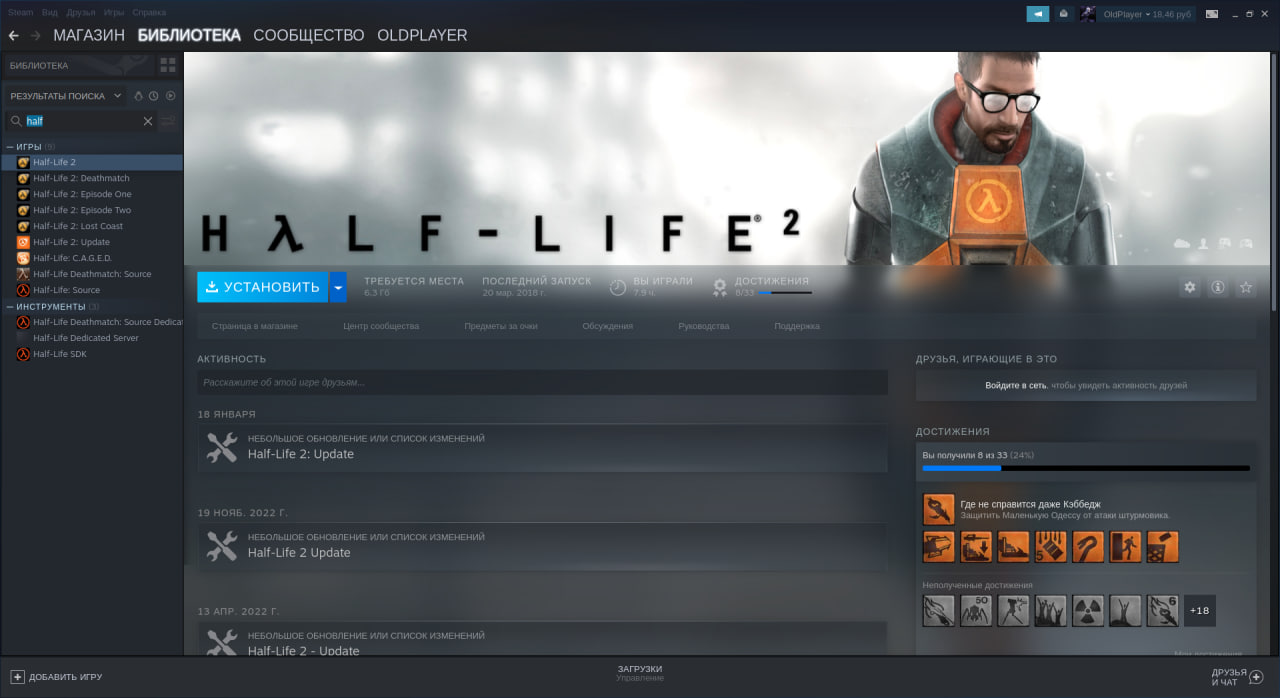 Steam Вид Друзья Игры Справка
OldPlayer 18,46 руб
МАГАЗИН БИБЛИОТЕКА СООБЩЕСТВО OLDPLAYER
БИБЛИОТЕКА
РЕЗУЛЬТАТЫ ПОИСКА
half
— ИГРЫ (9)
Half-Life 2
Half-Life 2: Deathmatch
Half-Life 2: Episode One
Half-Life 2: Episode Two
Half-Life 2: Lost Coast
Half-Life 2: Update
Half-Life: C.A.G.E.D.
Half-Life Deathmatch: Source
Half-Life: Source
— ИНСТРУМЕНТЫ (3)
Half-Life Deathmatch: Source Dedicat
Half-Life Dedicated Server
Half-Life SDK
HλLF-LIFE® 2
УСТАНОВИТЬ
ТРЕБУЕТСЯ МЕСТА
6.3 Гб
ПОСЛЕДНИЙ ЗАПУСК
20 мар. 2018 г.
ВЫ ИГРАЛИ
7.9 ч.
ДОСТИЖЕНИЯ
8/33
Страница в магазине Центр сообщества Предметы за очки Обсуждения Руководства Поддержка
АКТИВНОСТЬ
Расскажите об этой игре друзьям...
18 ЯНВАРЯ
НЕБОЛЬШОЕ ОБНОВЛЕНИЕ ИЛИ СПИСОК ИЗМЕНЕНИЙ
Half-Life 2: Update
19 НОЯБ. 2022 Г.
НЕБОЛЬШОЕ ОБНОВЛЕНИЕ ИЛИ СПИСОК ИЗМЕНЕНИЙ
Half-Life 2 Update
13 АПР. 2022 Г.
НЕБОЛЬШОЕ ОБНОВЛЕНИЕ ИЛИ СПИСОК ИЗМЕНЕНИЙ
Half-Life 2 - Update
ДРУЗЬЯ, ИГРАЮЩИЕ В ЭТО
Войдите в сеть, чтобы увидеть активность друзей
ДОСТИЖЕНИЯ
Вы получили 8 из 33 (24%)
Где не справится даже Кэббедж
Защитить Маленькую Одессу от атаки штурмовика.
5
Неполученные достижения
50
6
+18
Мои достижения
ДОБАВИТЬ ИГРУ
ЗАГРУЗКИ
Управление
ДРУЗЬЯ
И ЧАТ